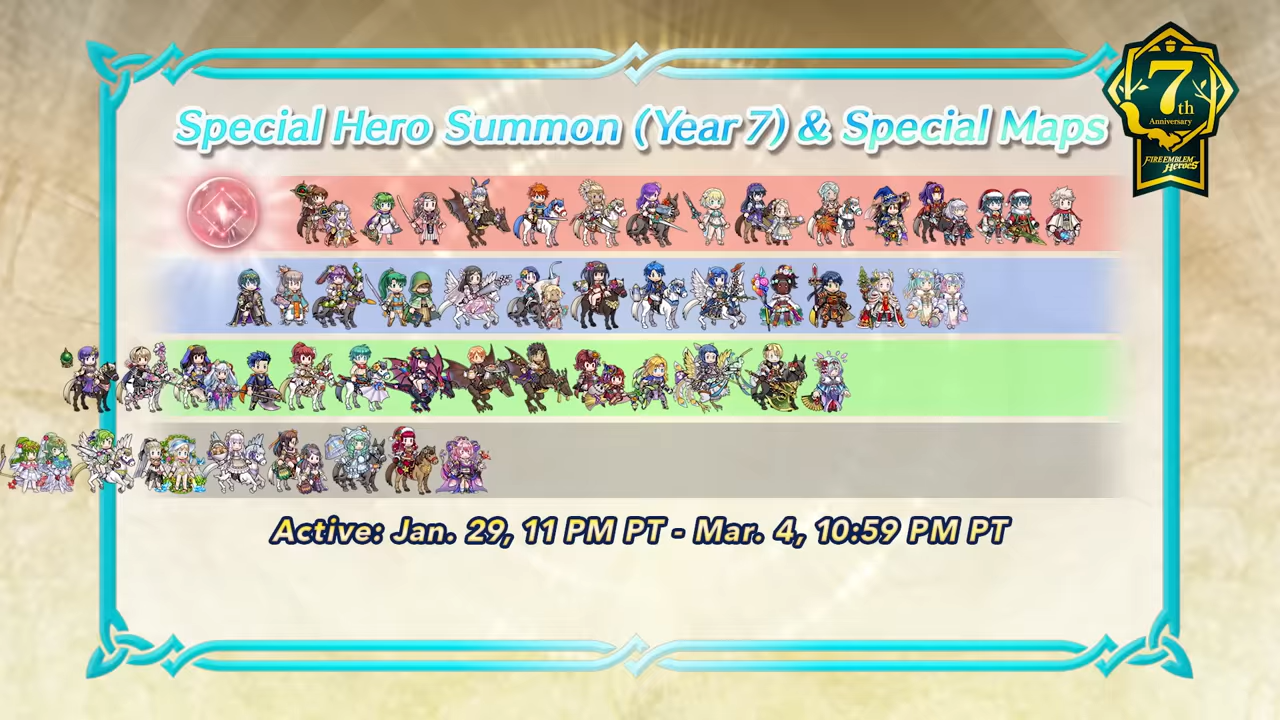 Special Hero Summon (Year 7) & Special Maps
7th
Anniversary
FIRE EMBLEM
Heroes
Active: Jan. 29, 11 PM PT - Mar. 4, 10:59 PM PT